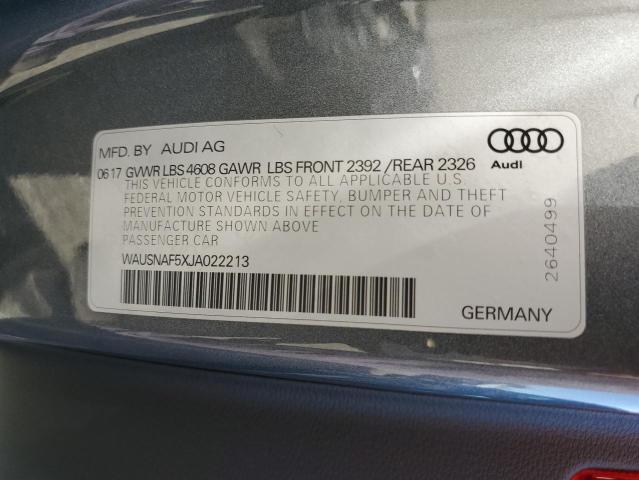 MFD. BY AUDI AG
Audi
0617 GVWR LBS 4608 GAWR LBS FRONT 2392 /REAR 2326
THIS VEHICLE CONFORMS TO ALL APPLICABLE U.S.
FEDERAL MOTOR VEHICLE SAFETY, BUMPER AND THEFT
PREVENTION STANDARDS IN EFFECT ON THE DATE OF
MANUFACTURE SHOWN ABOVE
PASSENGER CAR
WAUSNAF5XJA022213
2640499
GERMANY